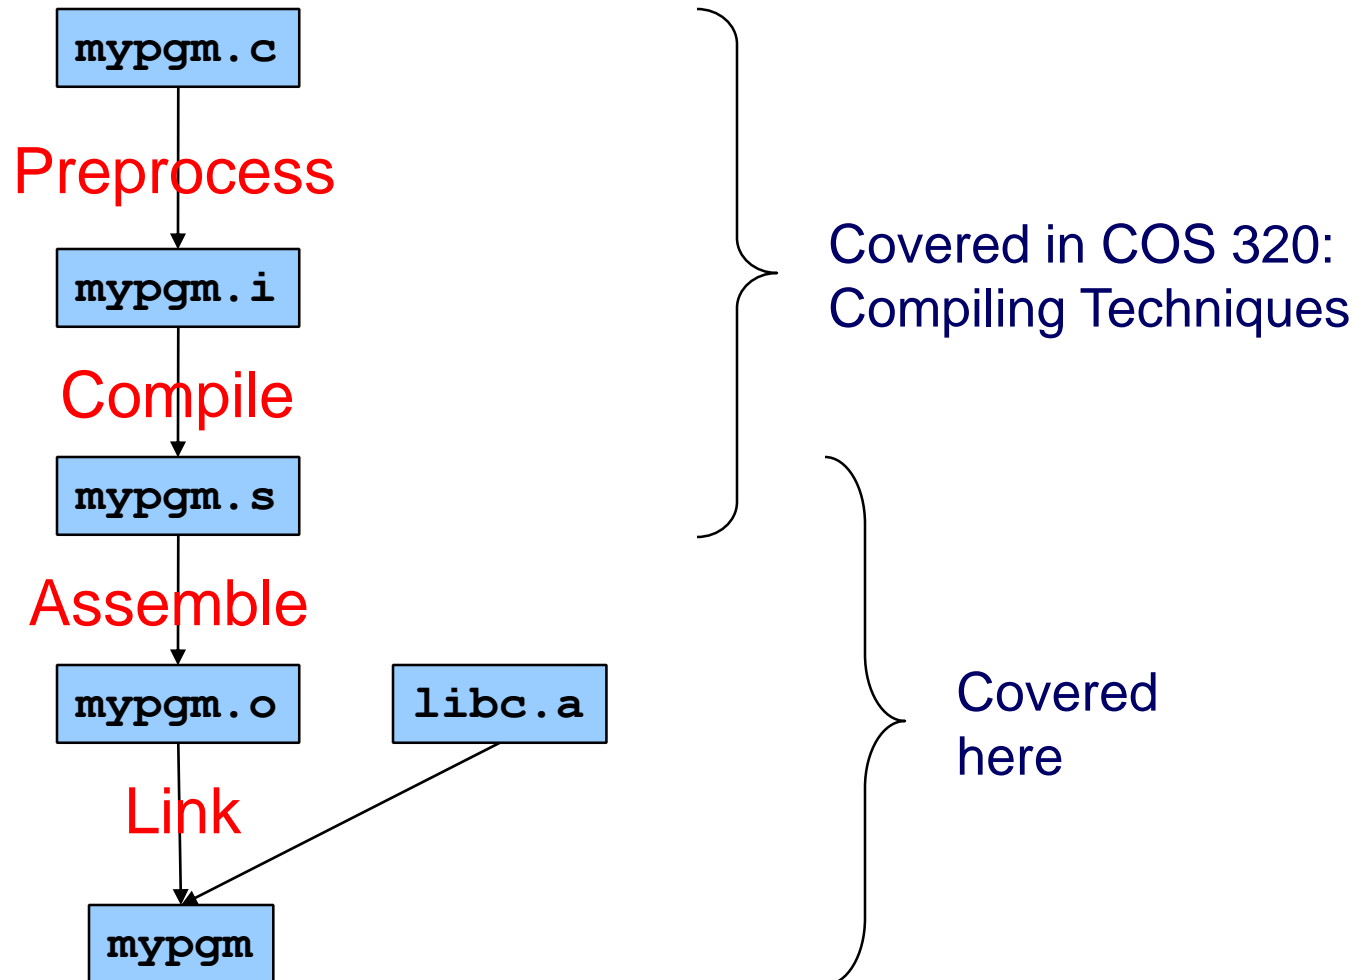 mypgm.c
Preprocess
mypgm.i
Compile
mypgm.s
Assemble
mypgm.o
libc.a
Link
mypgm
Covered in COS 320:
Compiling Techniques
Covered
here